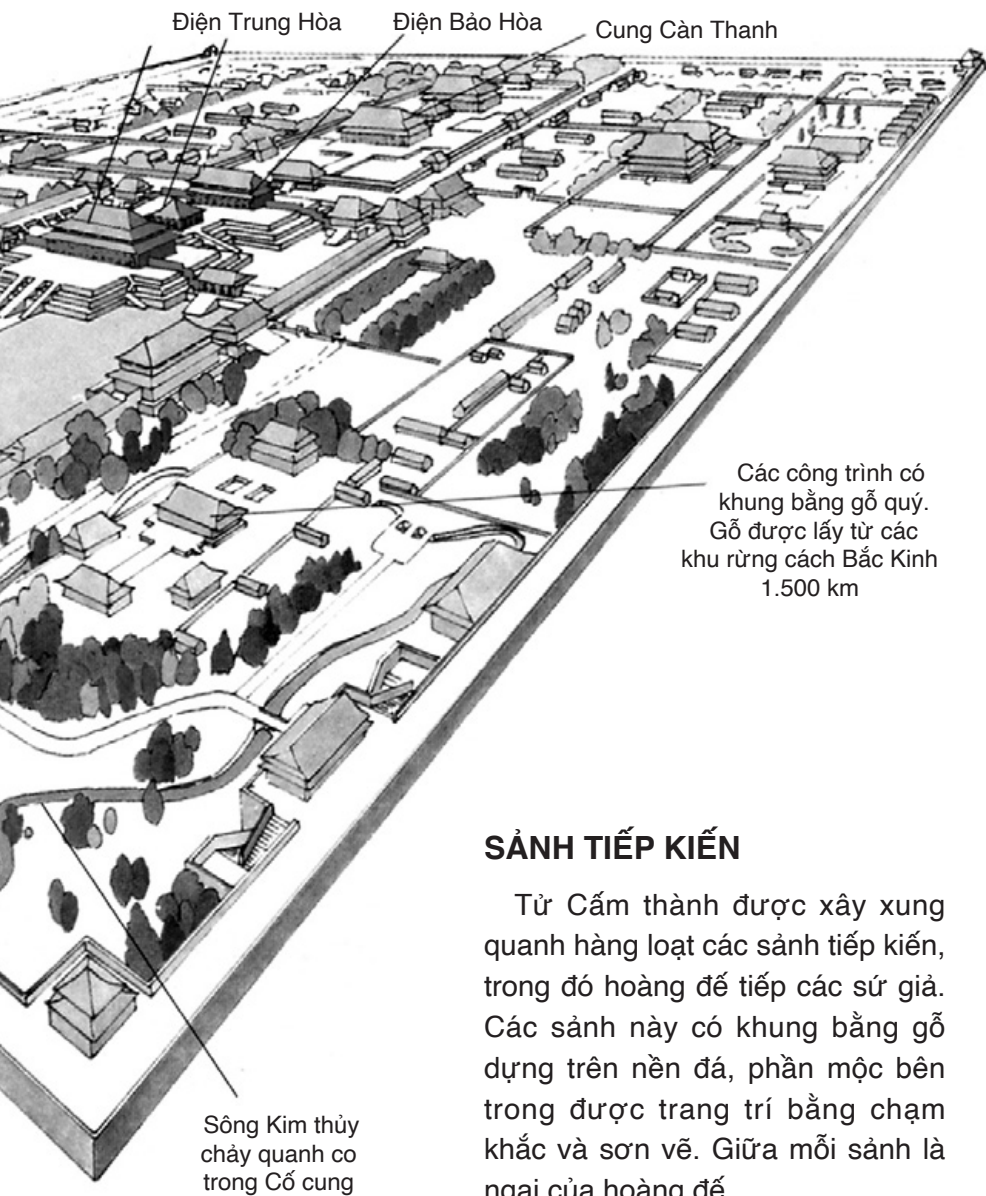 Điện Trung Hòa
Điện Bảo Hòa
Cung Càn Thanh
Các công trình có
khung bằng gỗ quý.
Gỗ được lấy từ các
khu rừng cách Bắc Kinh
1.500 km
SẢNH TIẾP KIẾN
Tử Cấm thành được xây xung
quanh hàng loạt các sảnh tiếp kiến,
trong đó hoàng đế tiếp các sứ giả.
Các sảnh này có khung bằng gỗ
dựng trên nền đá, phần mộc bên
trong được trang trí bằng chạm
khắc và sơn vẽ. Giữa mỗi sảnh là
ngai của hoàng đế
Sông Kim thủy
chảy quanh co
trong Cố cung